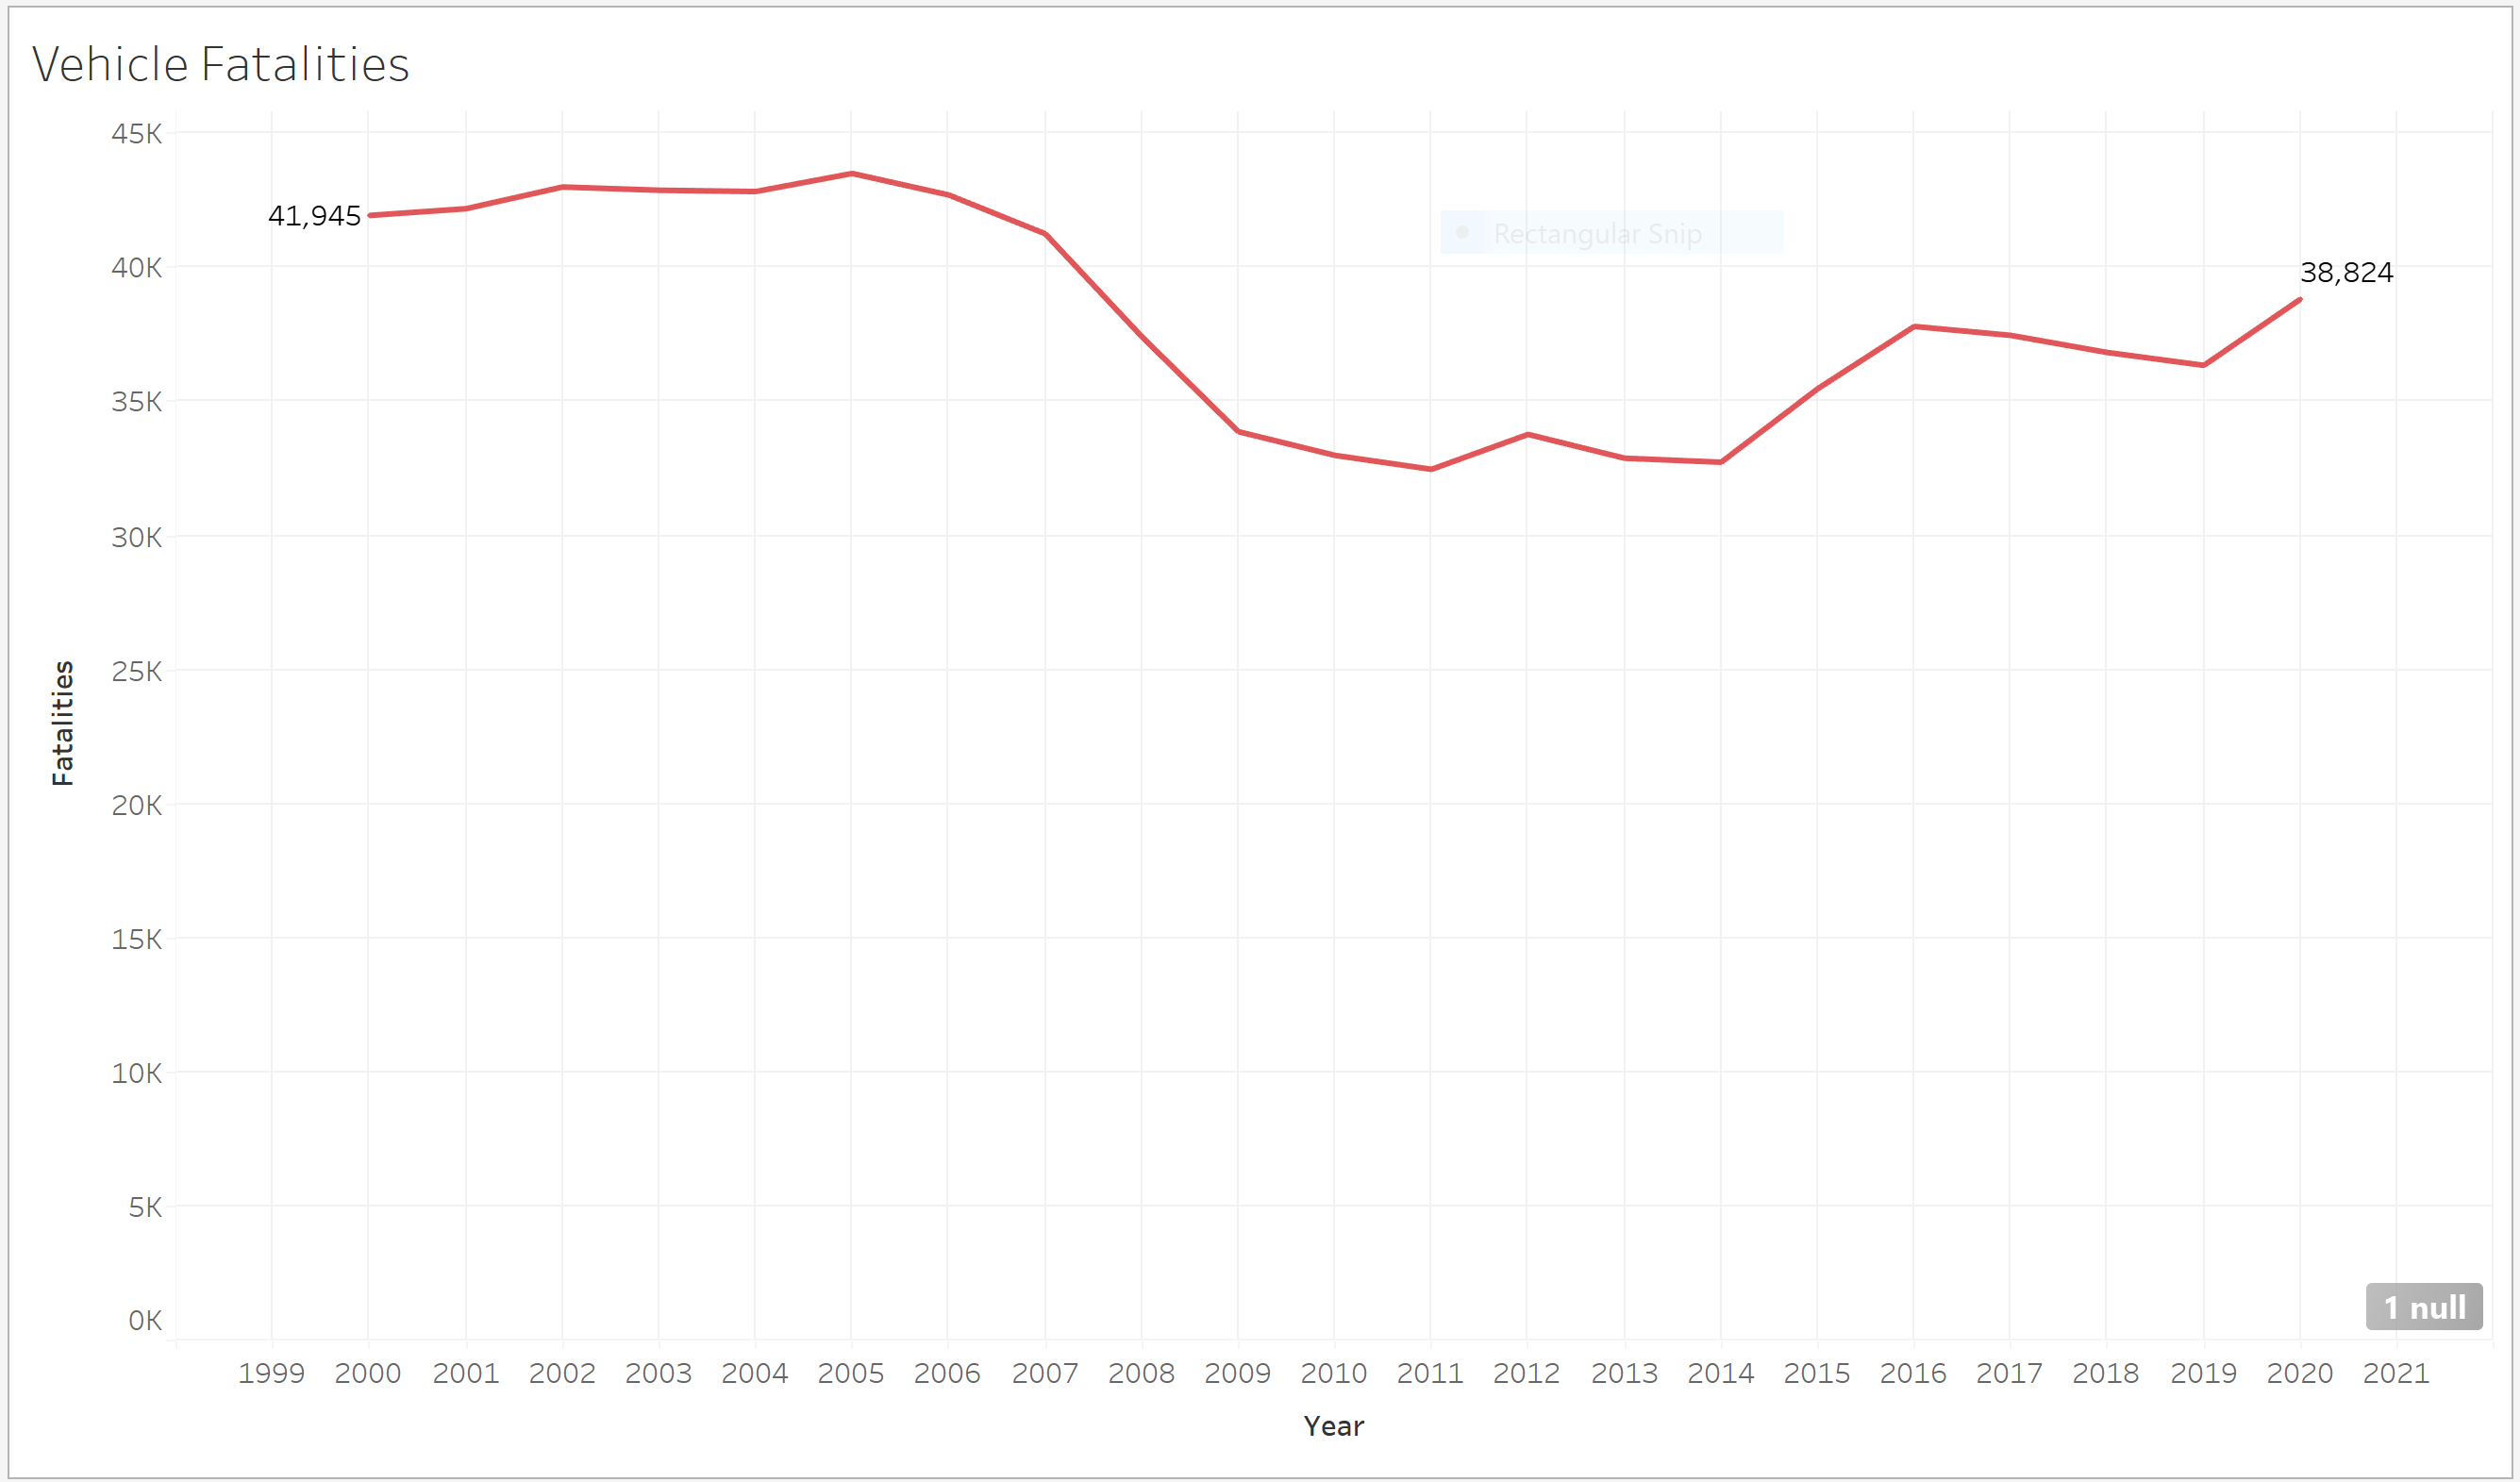 Vehicle Fatalities
45K
41,945
Rectangular Snip
40K
38,824
35K
30K
25K
Fatalities
20K
15K
10K
5K
0K
1 null
1999 2000 2001 2002 2003 2004 2005 2006 2007 2008 2009 2010 2011 2012 2013 2014 2015 2016 2017 2018 2019 2020 2021
Year